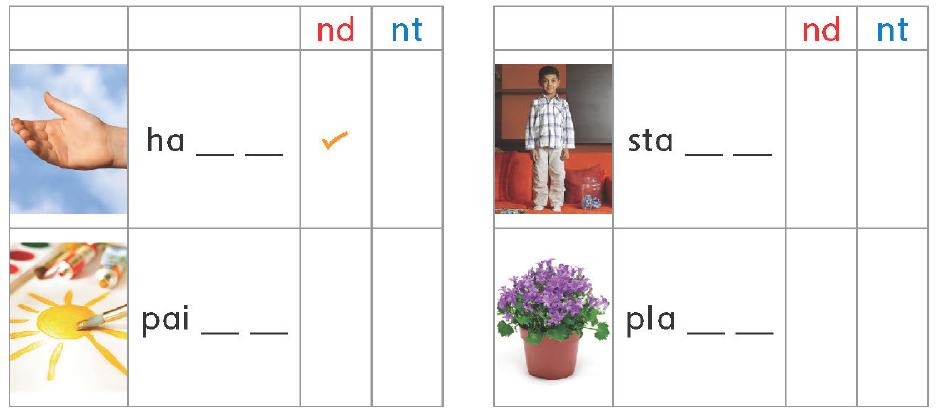 nd nt
ha __ __ ✓
pai __ __
nd nt
sta __ __
pla __ __